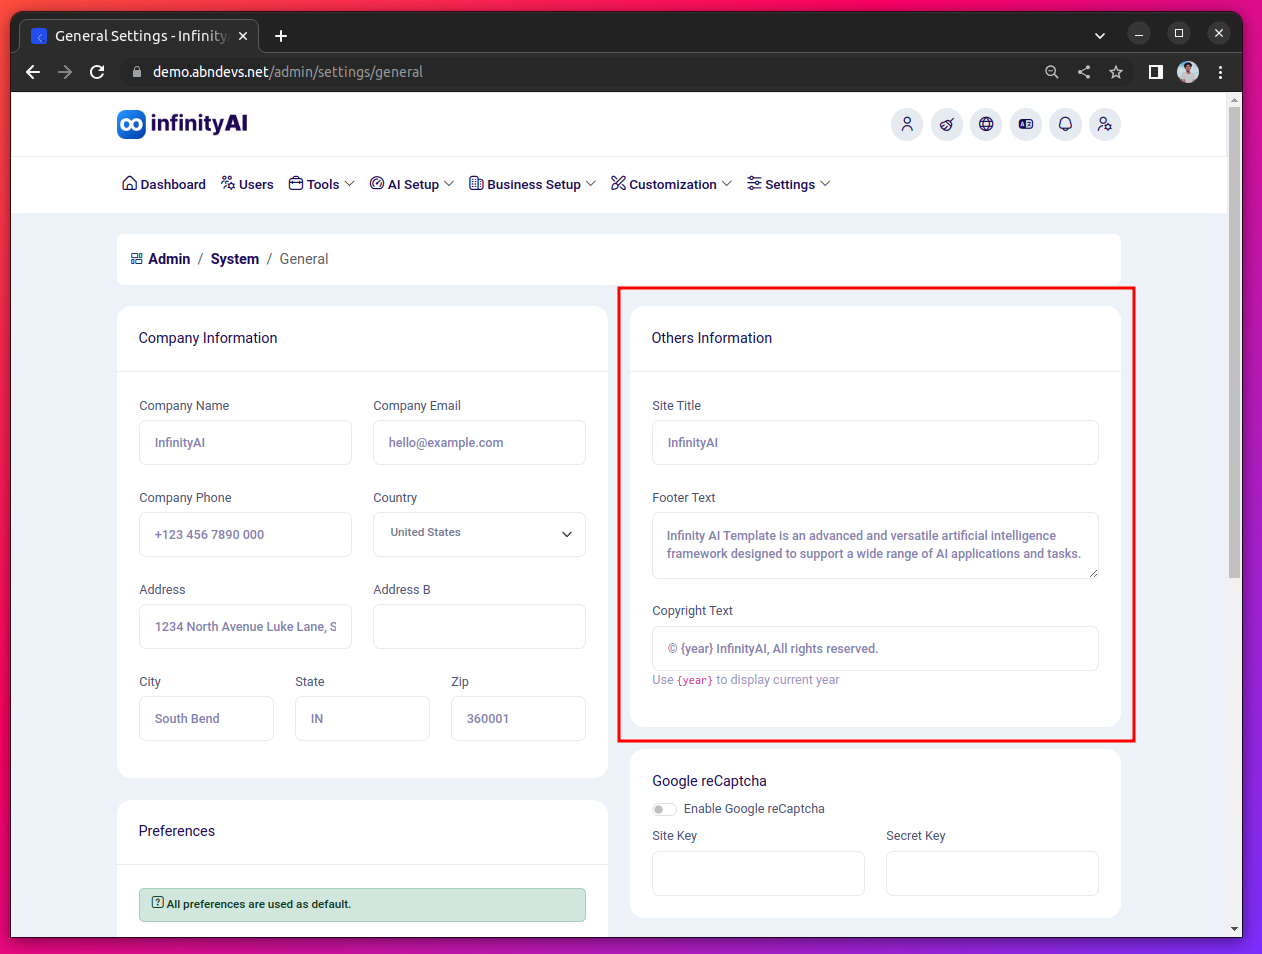 General Settings - Infinity
demo.abndevs.net/admin/settings/general
infinityAI
Dashboard Users Tools AI Setup Business Setup Customization Settings
Admin / System / General
Company Information
Company Name Company Email
InfinityAI hello@example.com
Company Phone Country
+123 456 7890 000 United States
Address Address B
1234 North Avenue Luke Lane, S
City State Zip
South Bend IN 360001
Preferences
All preferences are used as default.
Others Information
Site Title
InfinityAI
Footer Text
Infinity AI Template is an advanced and versatile artificial intelligence
framework designed to support a wide range of AI applications and tasks.
Copyright Text
© {year} InfinityAI, All rights reserved.
Use {year} to display current year
Google reCaptcha
Enable Google reCaptcha
Site Key Secret Key